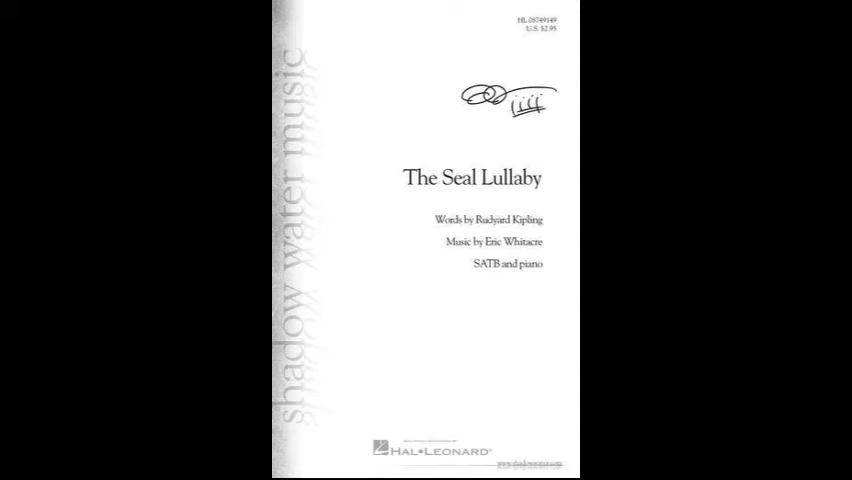 HL 08749149
U.S. $2.95
shadow water music
The Seal Lullaby
Words by Rudyard Kipling
Music by Eric Whitacre
SATB and piano
HAL•LEONARD®